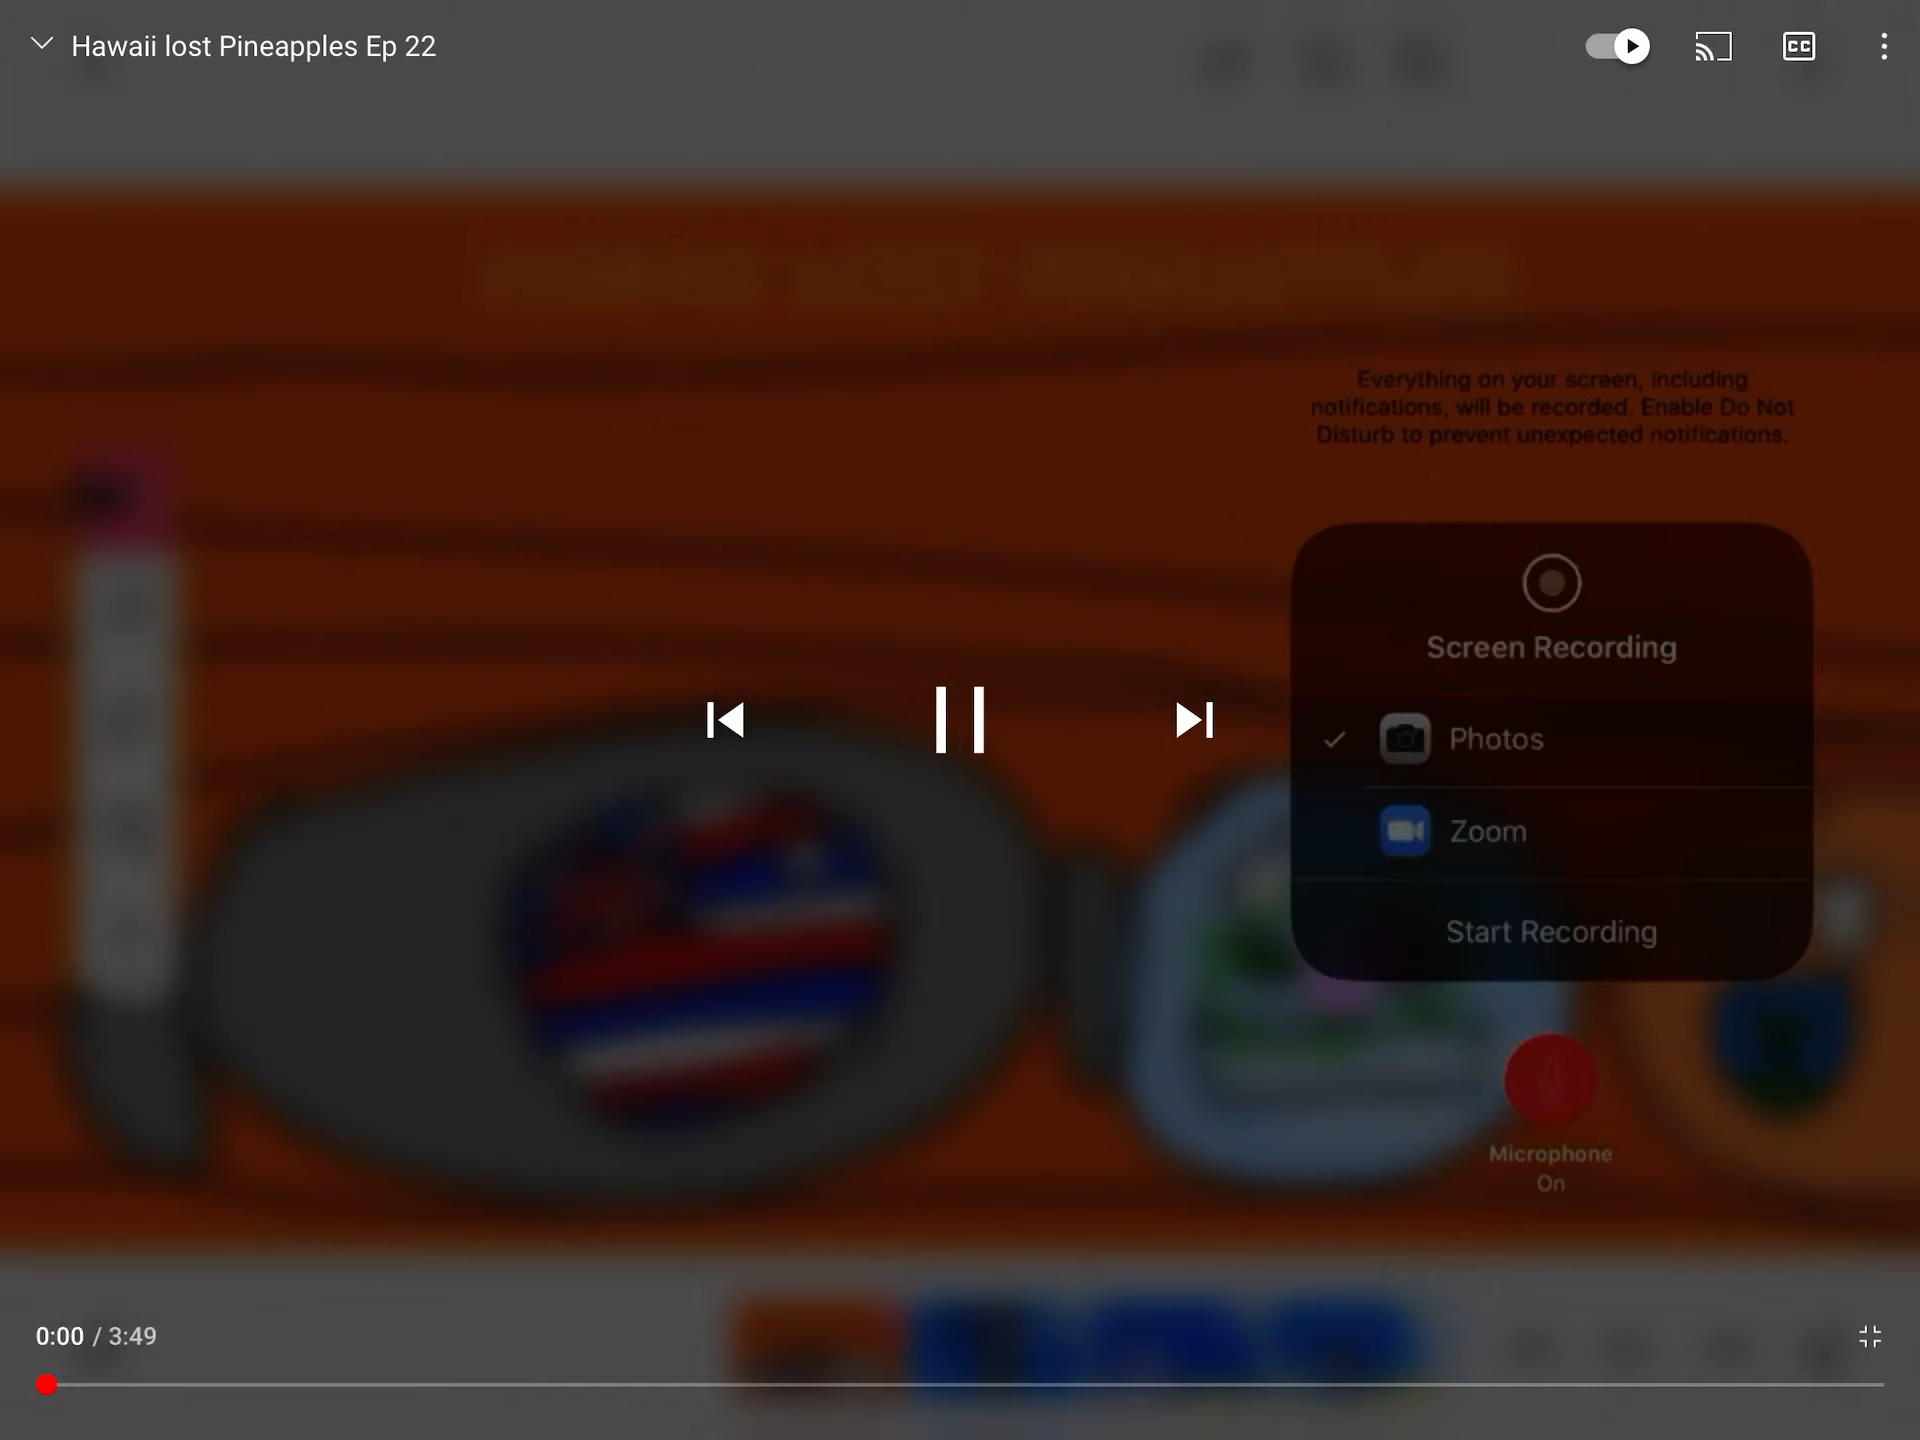 Hawaii lost Pineapples Ep 22
CC
Everything on your screen, including
notifications, will be recorded. Enable Do Not
Disturb to prevent unexpected notifications.
Screen Recording
Photos
Zoom
Start Recording
Microphone
On
0:00 / 3:49